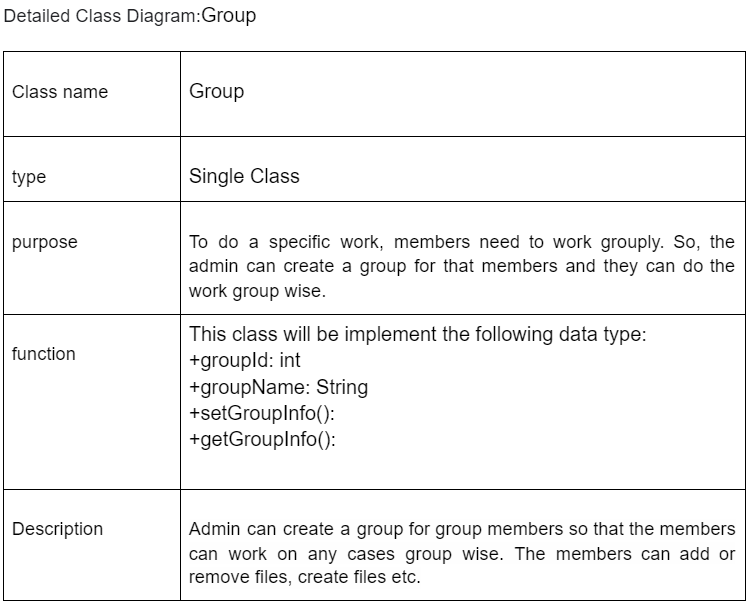 Detailed Class Diagram:Group
Class name
Group
type
Single Class
purpose
To do a specific work, members need to work grouply. So, the
admin can create a group for that members and they can do the
work group wise.
function
This class will be implement the following data type:
+groupId: int
+groupName: String
+setGroupInfo():
+getGroupInfo():
Description
Admin can create a group for group members so that the members
can work on any cases group wise. The members can add or
remove files, create files etc.